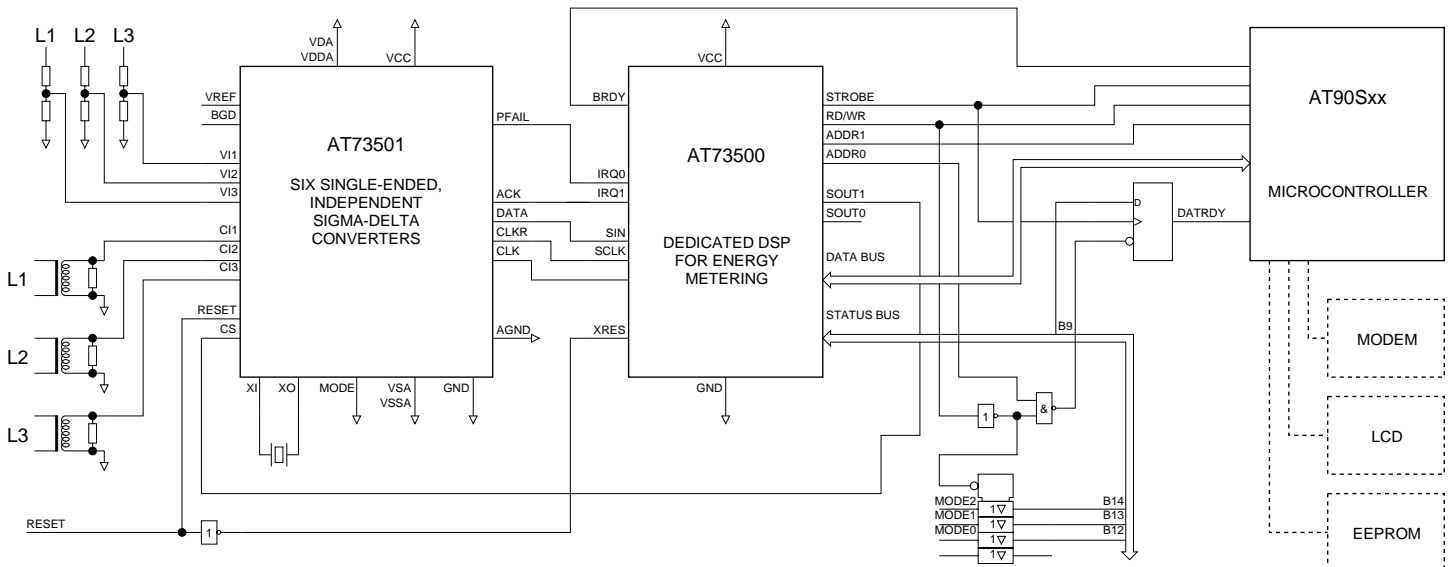 L1 L2 L3
VDA
VDDA
VCC
VREF
BGD
VI1
VI2
VI3
CI1
CI2
CI3
RESET
CS
AT73501
SIX SINGLE-ENDED,
INDEPENDENT
SIGMA-DELTA
CONVERTERS
PFAIL
ACK
DATA
CLKR
CLK
AGND
XI
XO
MODE
VSA
VSSA
GND
L1
L2
L3
RESET
1
VCC
BRDY
IRQ0
IRQ1
SIN
SCLK
XRES
AT73500
DEDICATED DSP
FOR ENERGY
METERING
GND
STROBE
RD/WR
ADDR1
ADDR0
SOUT1
SOUT0
DATA BUS
STATUS BUS
B9
D
DATRDY
1
&
MODE2 1 B14
MODE1 1 B13
MODE0 1 B12
1
AT90Sxx
MICROCONTROLLER
MODEM
LCD
EEPROM